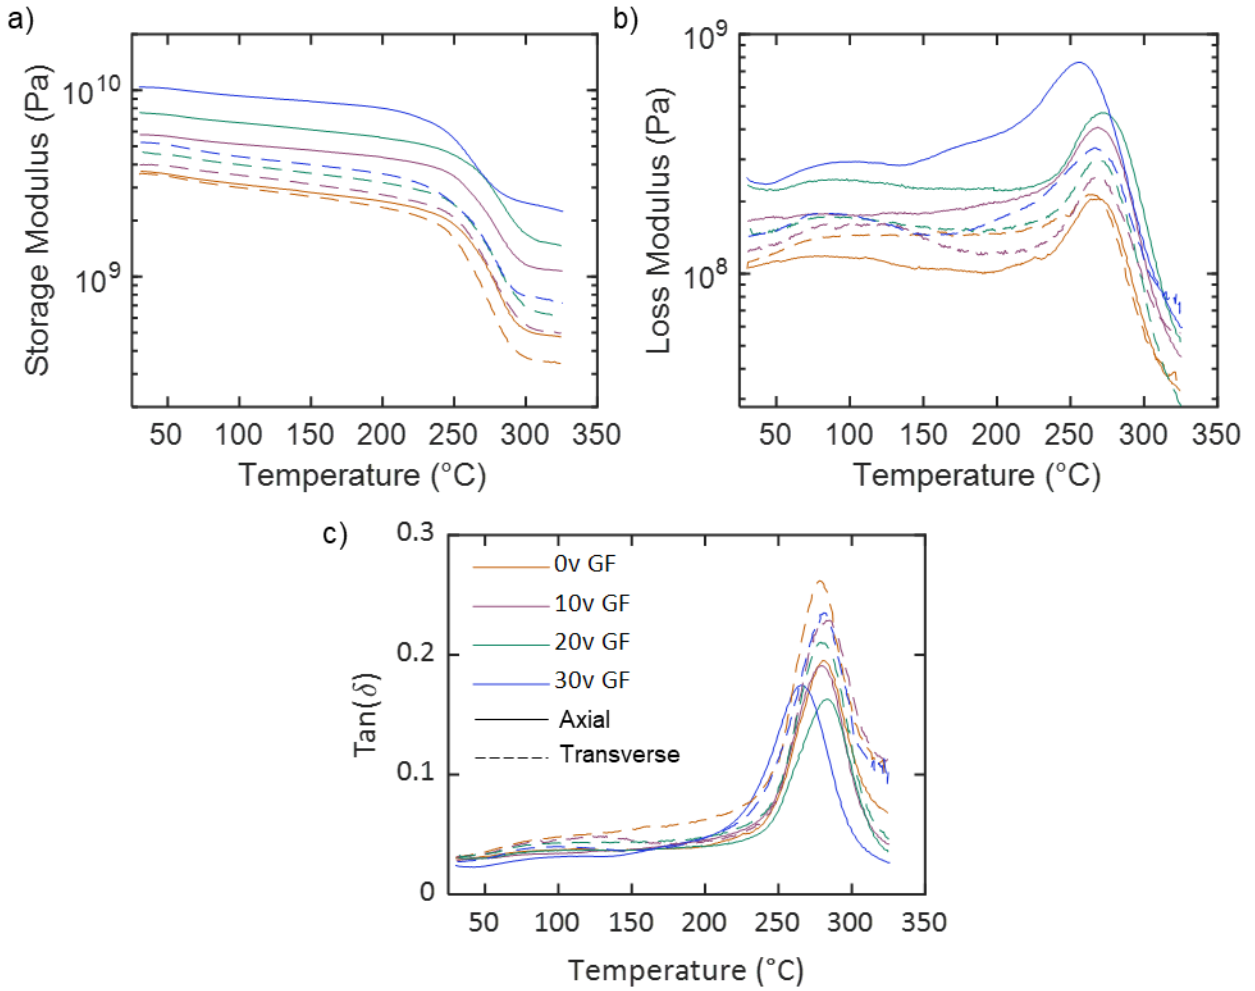 a)
Storage Modulus (Pa)
10^10
10^9
50 100 150 200 250 300 350
Temperature (°C)
b)
Loss Modulus (Pa)
10^9
10^8
50 100 150 200 250 300 350
Temperature (°C)
c)
Tan(δ)
0.3
0.2
0.1
0
0v GF
10v GF
20v GF
30v GF
Axial
Transverse
50 100 150 200 250 300 350
Temperature (°C)